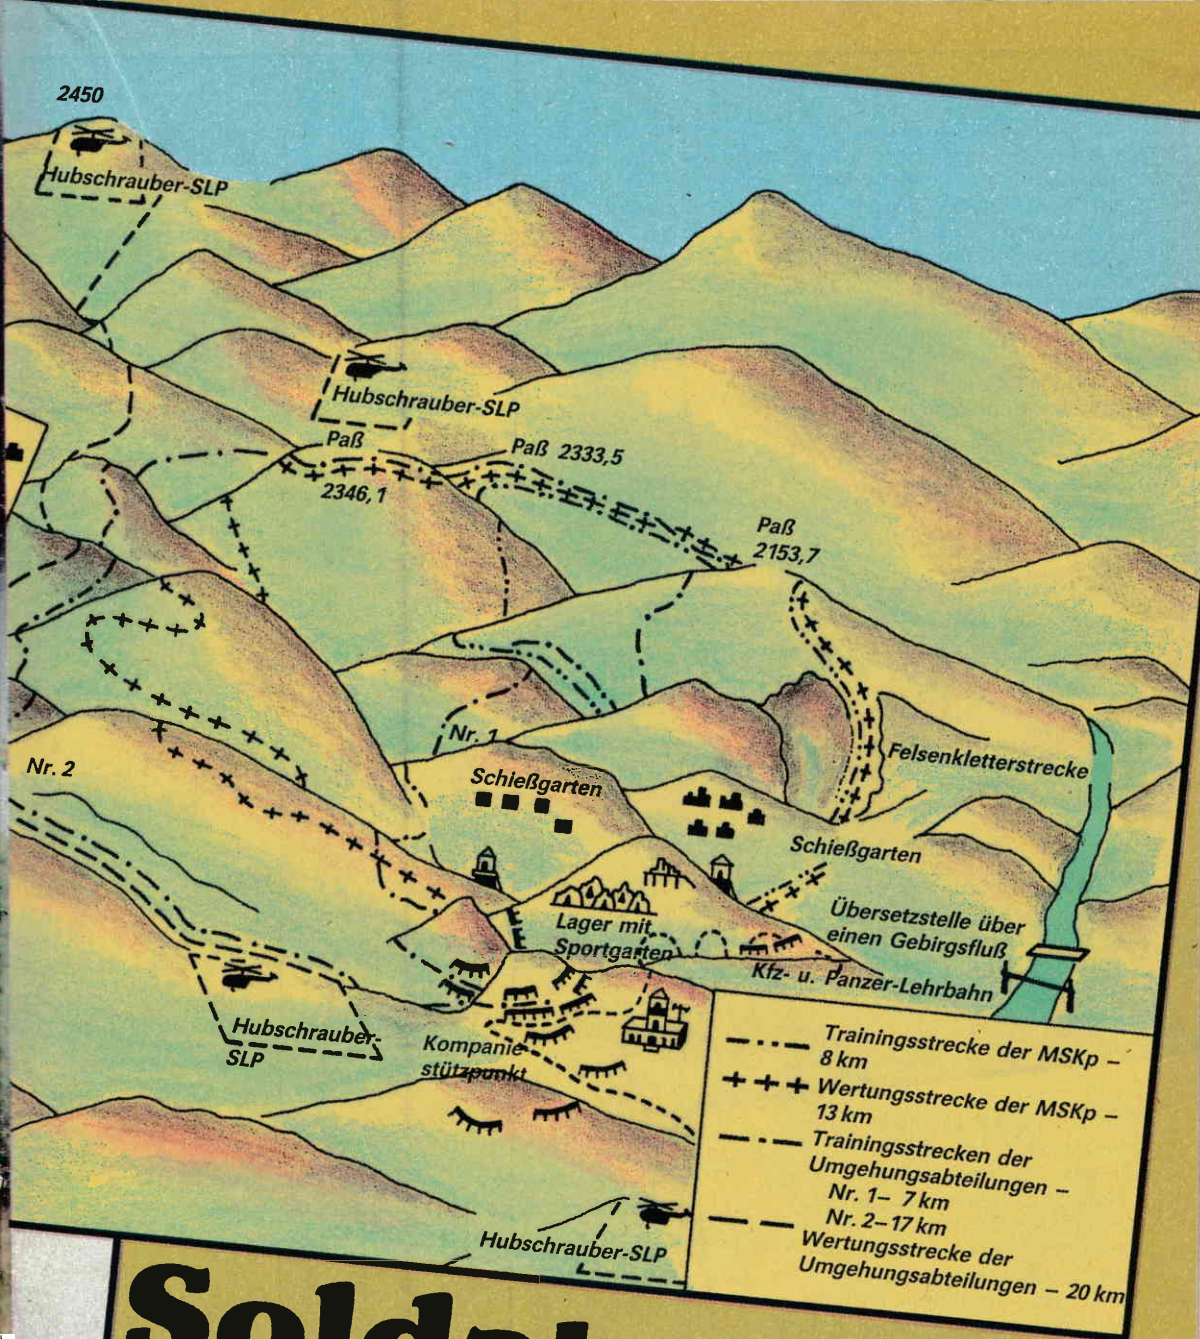 2450
Hubschrauber-SLP
Hubschrauber-SLP
Paß
2346,1
Paß 2333,5
Paß
2153,7
Nr. 1
Nr. 2
Schießgarten
Felsenkletterstrecke
Schießgarten
Lager mit
Sportgarten
Übersetzstelle über
einen Gebirgsfluß
Kfz- u. Panzer-Lehrbahn
Hubschrauber-
SLP
Kompanie-
stützpunkt
Hubschrauber-SLP
Trainingsstrecke der MSKp –
8 km
Wertungsstrecke der MSKp –
13 km
Trainingsstrecken der
Umgehungsabteilungen –
Nr. 1– 7 km
Nr. 2–17 km
Wertungsstrecke der
Umgehungsabteilungen – 20 km